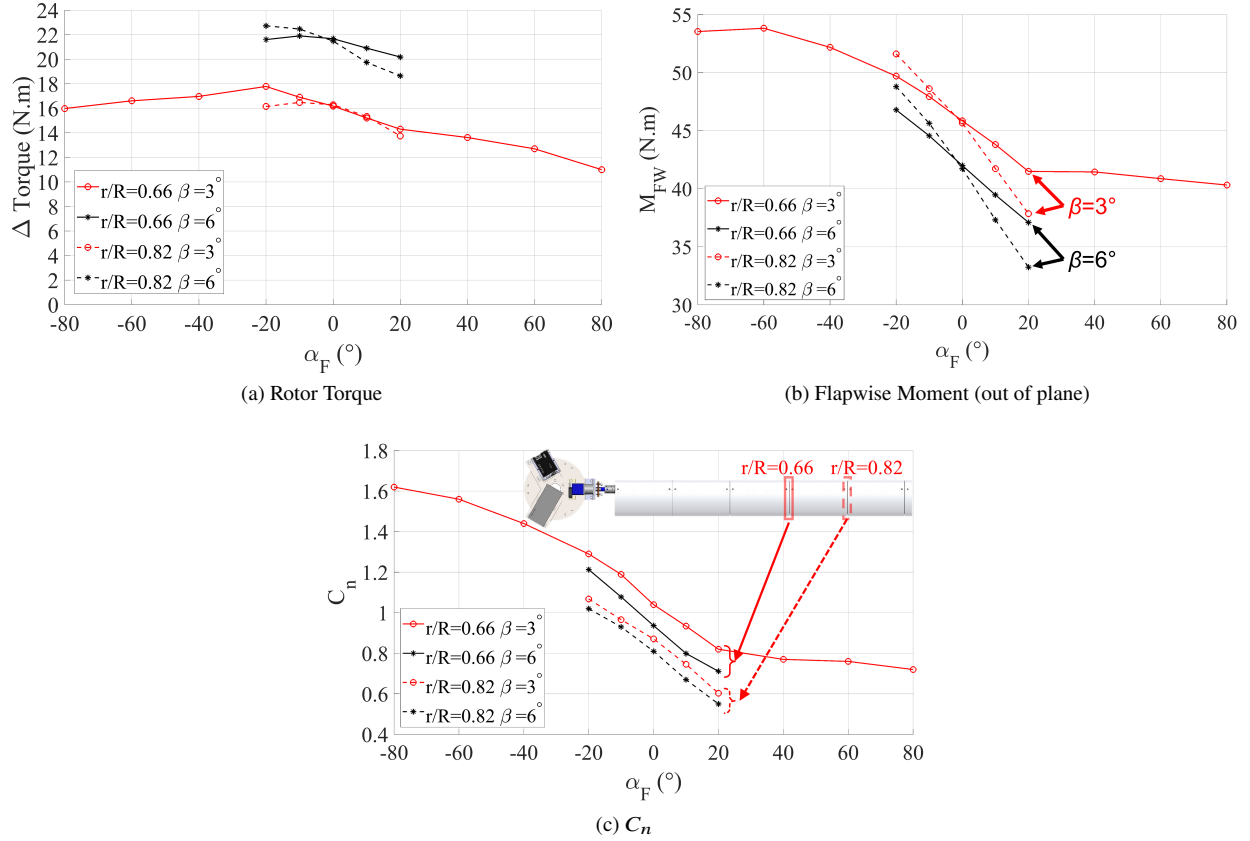 24
22
20
18
16
14
12
10
8
6
4
2
0
Δ Torque (N.m)
r/R=0.66 β=3°
r/R=0.66 β=6°
r/R=0.82 β=3°
r/R=0.82 β=6°
-80 -60 -40 -20 0 20 40 60 80
α_F (°)
(a) Rotor Torque
55
50
45
40
35
30
M_FW (N.m)
r/R=0.66 β=3°
r/R=0.66 β=6°
r/R=0.82 β=3°
r/R=0.82 β=6°
β=3°
β=6°
-80 -60 -40 -20 0 20 40 60 80
α_F (°)
(b) Flapwise Moment (out of plane)
1.8
1.6
1.4
1.2
1
0.8
0.6
0.4
C_n
r/R=0.66 r/R=0.82
r/R=0.66 β=3°
r/R=0.66 β=6°
r/R=0.82 β=3°
r/R=0.82 β=6°
-80 -60 -40 -20 0 20 40 60 80
α_F (°)
(c) C_n